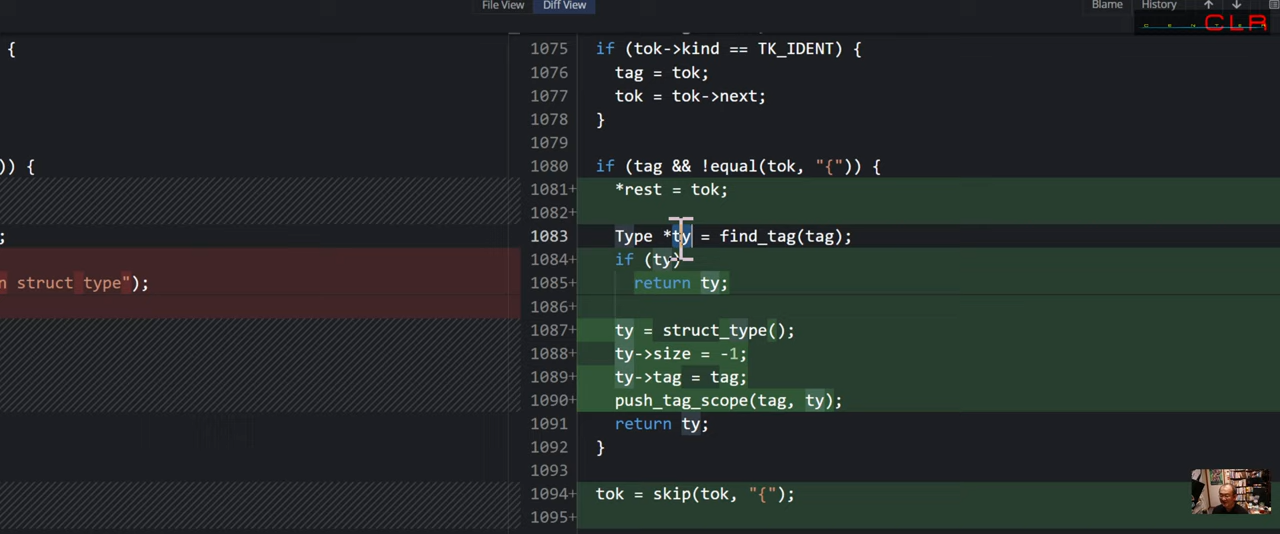 File View Diff View Blame History
CLR
) {
1075 if (tok->kind == TK_IDENT) {
1076 tag = tok;
1077 tok = tok->next;
1078 }
1079
)) { 1080 if (tag && !equal(tok, "{")) {
1081+ *rest = tok;
1082+
; 1083 Type *ty = find_tag(tag);
1084+ if (ty)
n struct type"); 1085+ return ty;
1086+
1087+ ty = struct_type();
1088+ ty->size = -1;
1089+ ty->tag = tag;
1090+ push_tag_scope(tag, ty);
1091 return ty;
1092 }
1093
1094+ tok = skip(tok, "{");
1095+